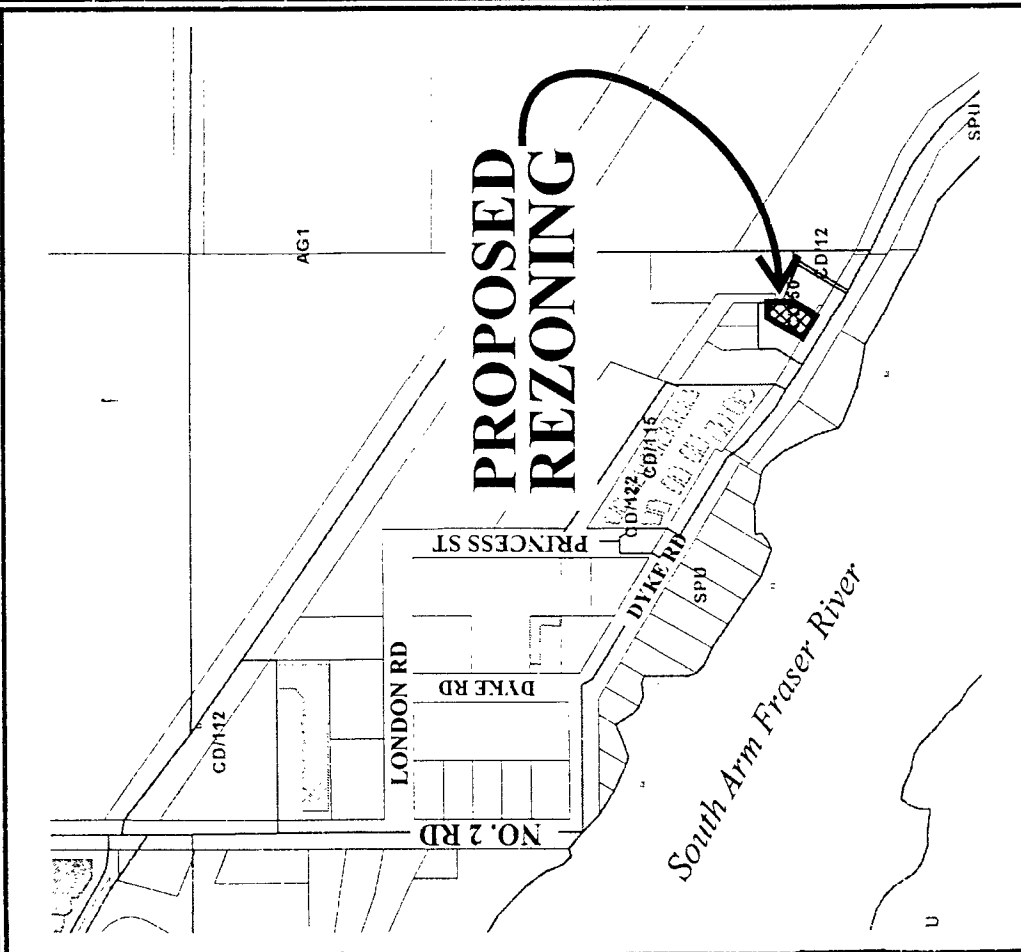 AG1
PROPOSED
REZONING
CD/12
SPU
CD/115
CD/122
PRINCESS ST
DYKE RD
SPU
CD/112
LONDON RD
DYKE RD
NO. 2 RD
South Arm Fraser River